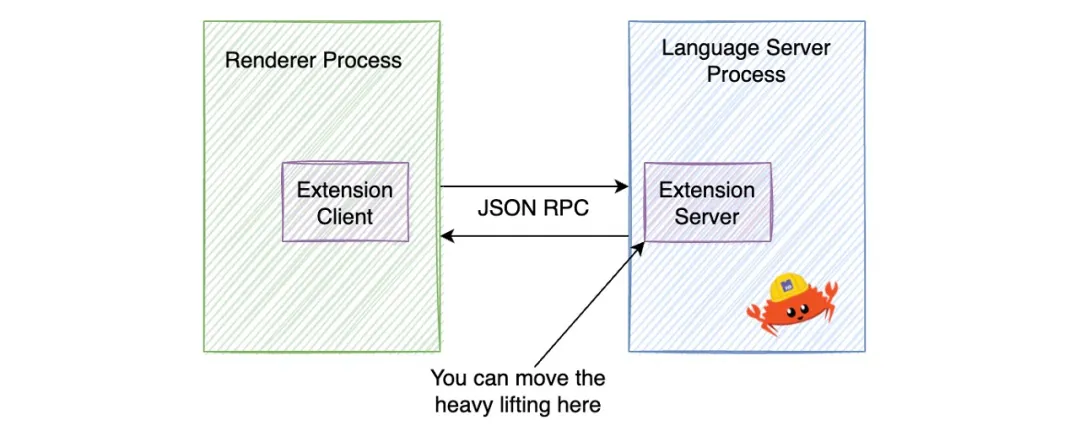 Renderer Process
Language Server
Process
Extension
Client
JSON RPC
Extension
Server
You can move the
heavy lifting here